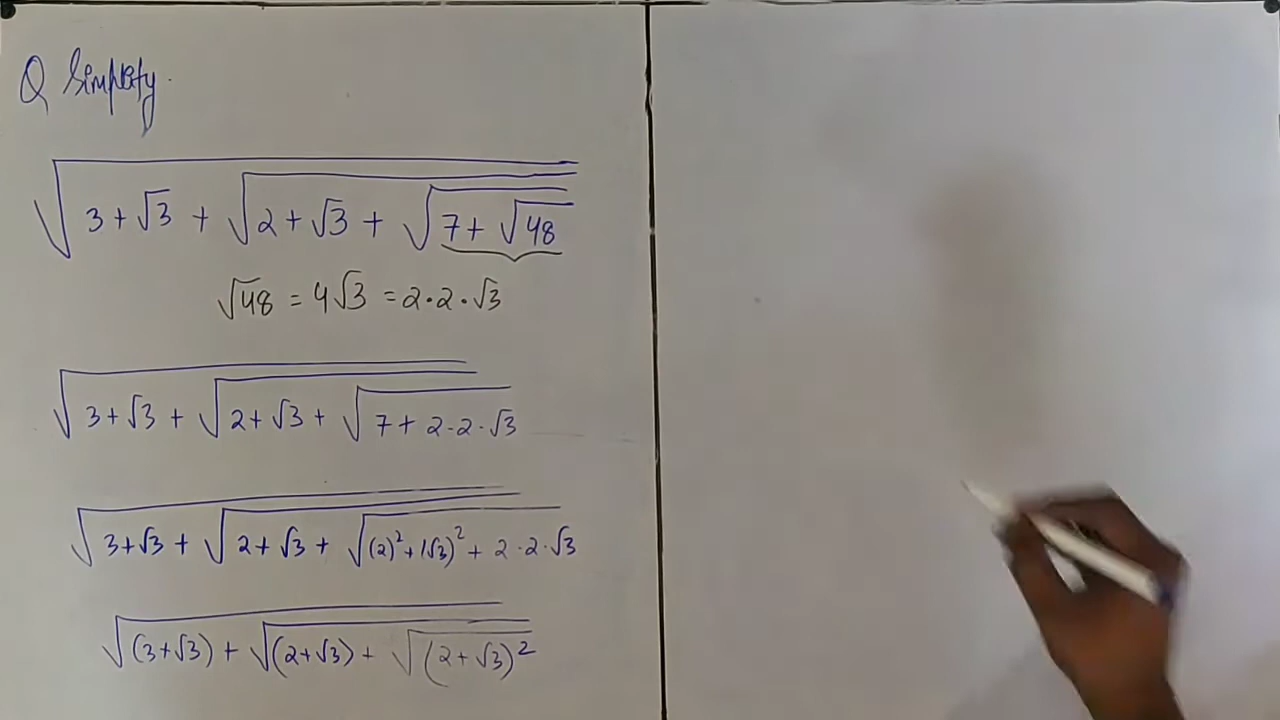 Q Simplify.
√(3 + √3 + √(2 + √3 + √(7 + √48)))
√48 = 4√3 = 2·2·√3
√(3 + √3 + √(2 + √3 + √(7 + 2·2·√3)))
√(3 + √3 + √(2 + √3 + √((2)² + (√3)² + 2·2·√3)))
√((3 + √3) + √((2 + √3) + √((2 + √3)²)))